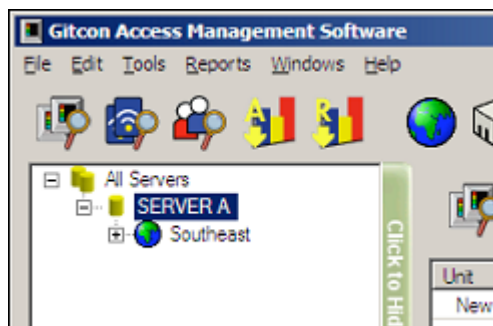 Gitcon Access Management Software
File Edit Tools Reports Windows Help
A R
All Servers
SERVER A
Southeast
Click to Hid
Unit
New